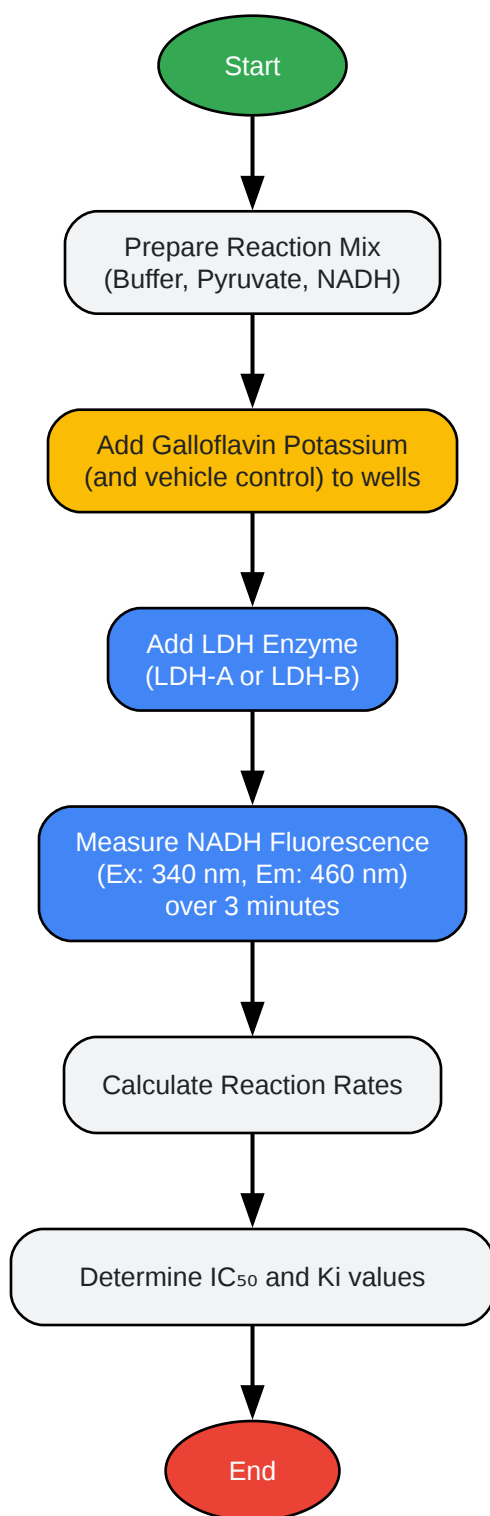 Start
Prepare Reaction Mix
(Buffer, Pyruvate, NADH)
Add Galloflavin Potassium
(and vehicle control) to wells
Add LDH Enzyme
(LDH-A or LDH-B)
Measure NADH Fluorescence
(Ex: 340 nm, Em: 460 nm)
over 3 minutes
Calculate Reaction Rates
Determine IC₅₀ and Ki values
End